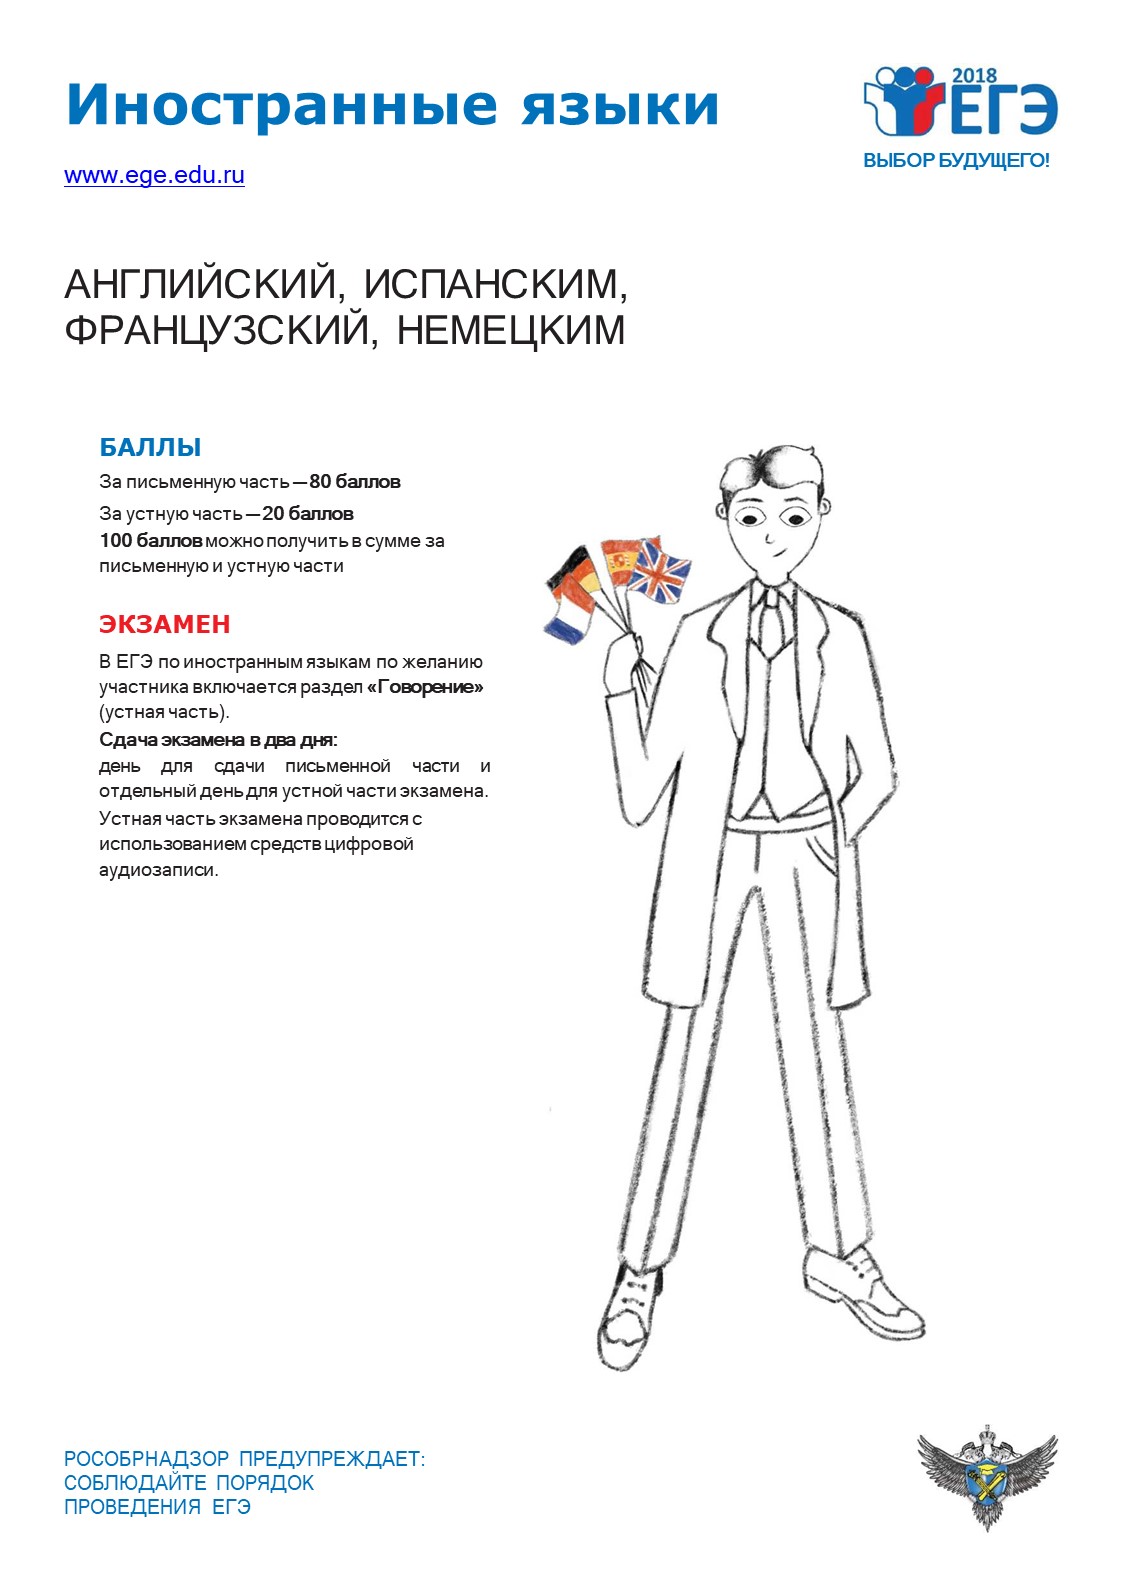 Иностранные языки
2018
ЕГЭ
ВЫБОР БУДУЩЕГО!
www.ege.edu.ru
АНГЛИЙСКИЙ, ИСПАНСКИМ,
ФРАНЦУЗСКИЙ, НЕМЕЦКИМ
БАЛЛЫ
За письменную часть — 80 баллов
За устную часть — 20 баллов
100 баллов можно получить в сумме за
письменную и устную части
ЭКЗАМЕН
В ЕГЭ по иностранным языкам по желанию
участника включается раздел «Говорение»
(устная часть).
Сдача экзамена в два дня:
день для сдачи письменной части и
отдельный день для устной части экзамена.
Устная часть экзамена проводится с
использованием средств цифровой
аудиозаписи.
РОСОБРНАДЗОР ПРЕДУПРЕЖДАЕТ:
СОБЛЮДАЙТЕ ПОРЯДОК
ПРОВЕДЕНИЯ ЕГЭ